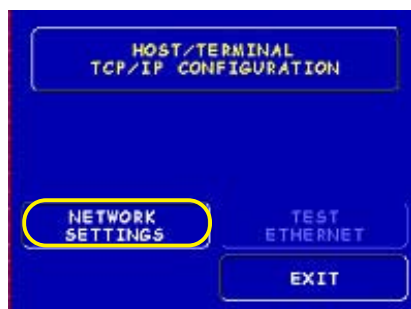 HOST/TERMINAL
TCP/IP CONFIGURATION
NETWORK
SETTINGS
TEST
ETHERNET
EXIT